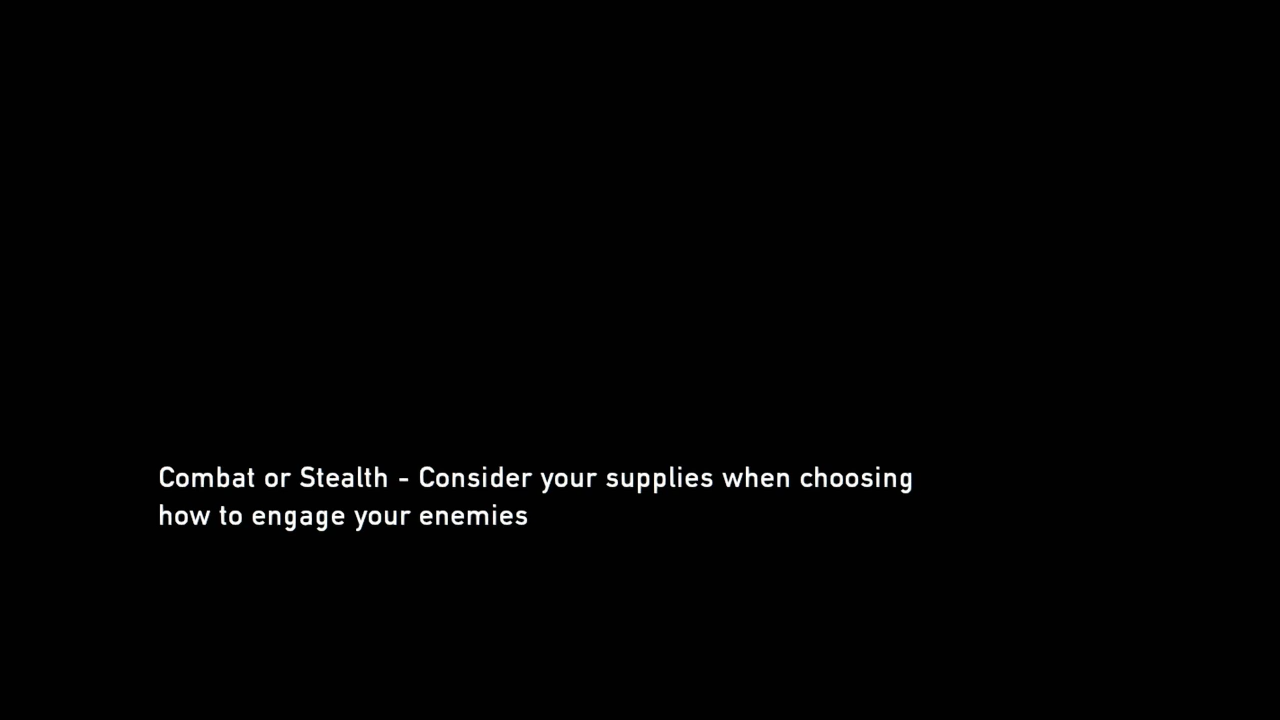 Combat or Stealth - Consider your supplies when choosing
how to engage your enemies